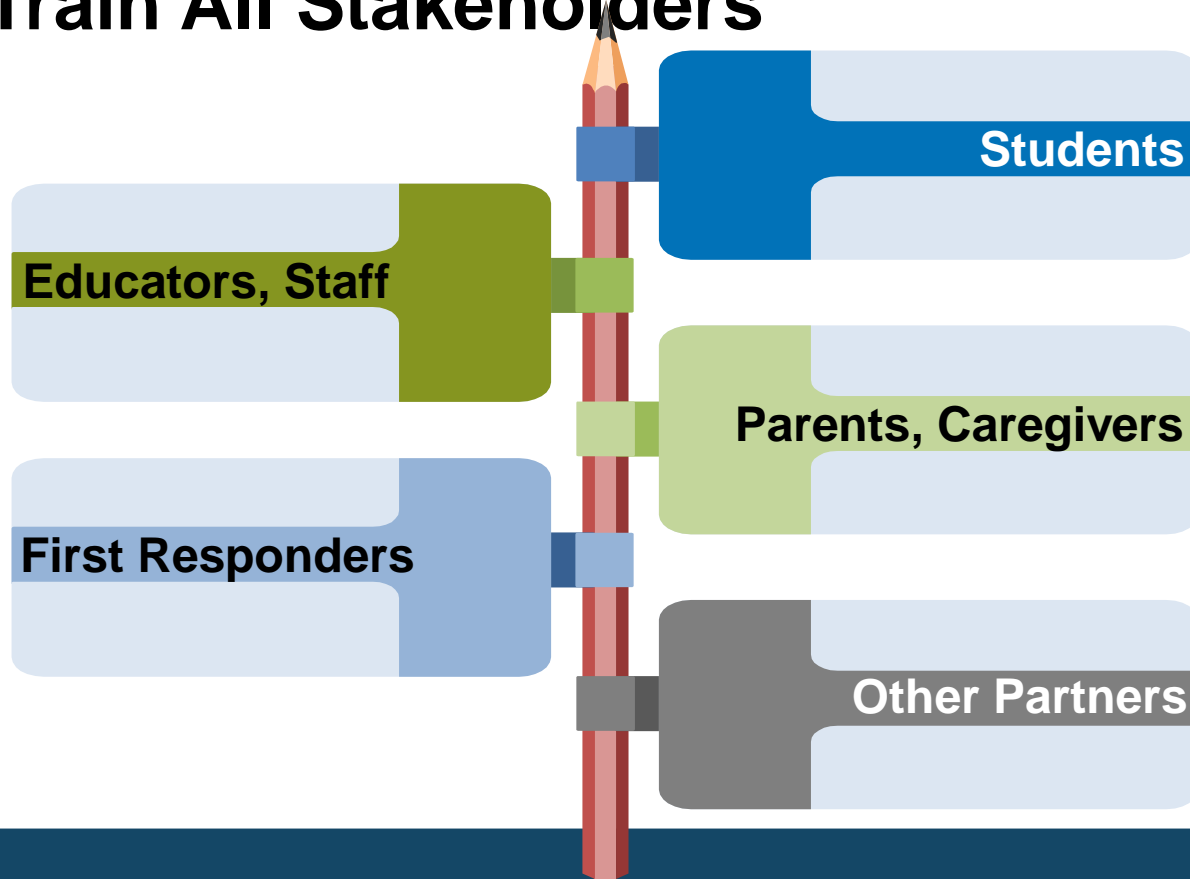 Train All Stakeholders
Students
Educators, Staff
Parents, Caregivers
First Responders
Other Partners